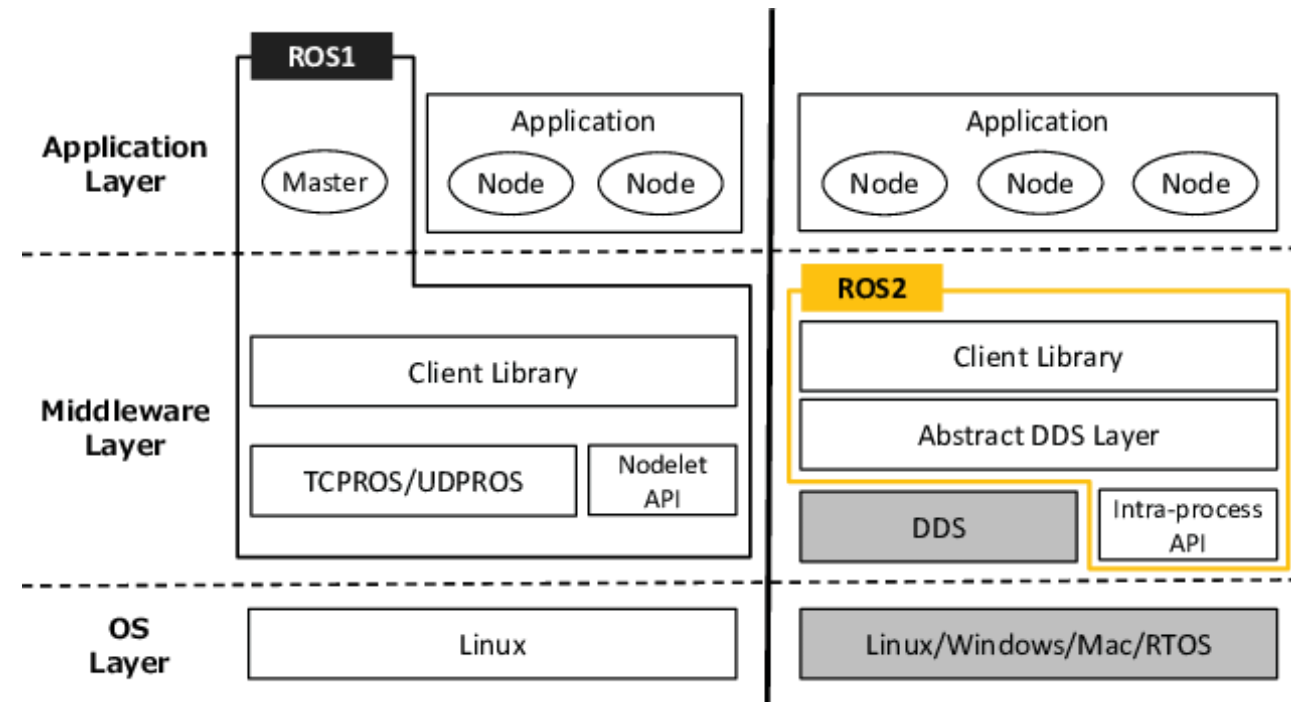 ROS1
Application
Layer
Master
Application
Node
Node
Application
Node
Node
Node
ROS2
Middleware
Layer
Client Library
TCPROS/UDPROS
Nodelet
API
Client Library
Abstract DDS Layer
DDS
Intra-process
API
OS
Layer
Linux
Linux/Windows/Mac/RTOS